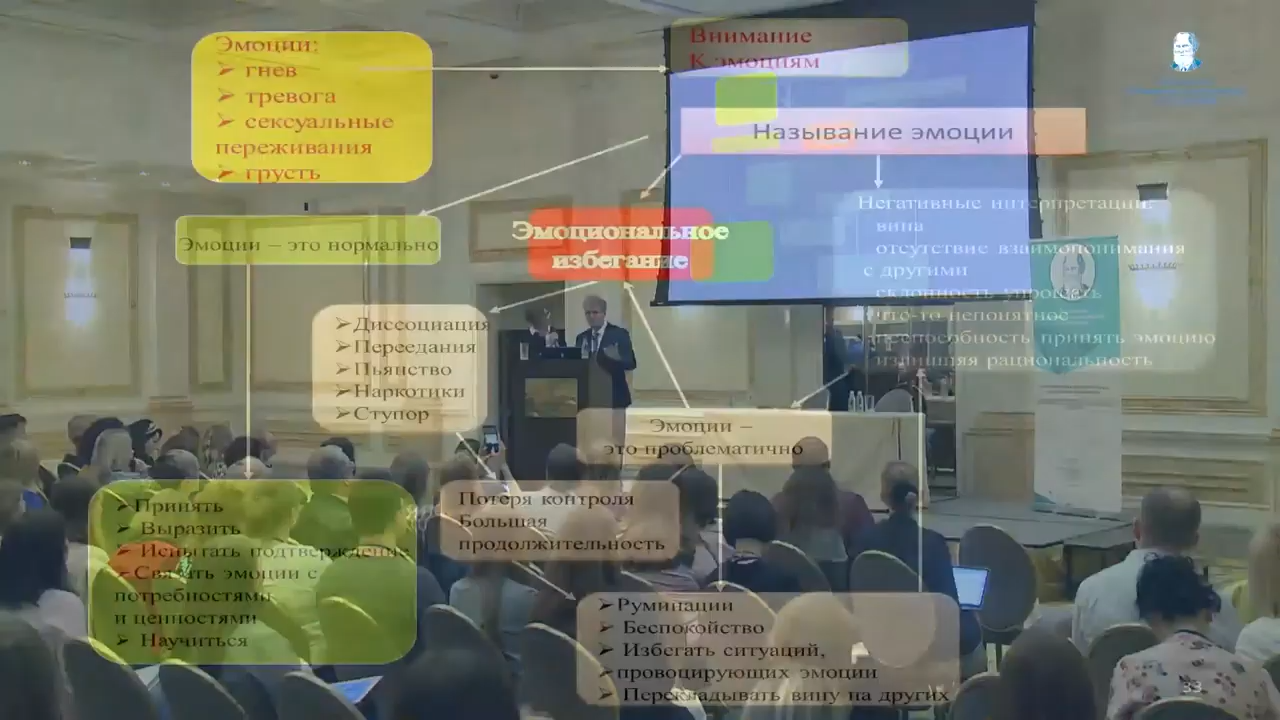 Эмоции:
➢ гнев
➢ тревога
➢ сексуальные
переживания
➢ грусть
Внимание
К эмоциям
Называние эмоции
Негативные интерпретации:
вина
отсутствие взаимопонимания
с другими
склонность упрощать
что-то непонятное
неспособность принять эмоцию
излишняя рациональность
Эмоции – это нормально
Эмоциональное
избегание
➢Диссоциация
➢Переедания
➢Пьянство
➢Наркотики
➢Ступор
Эмоции –
это проблематично
➢Принять
➢ Выразить
➢ Испытать подтверждение
➢Связать эмоции с
потребностями
и ценностями
➢ Научиться
Потеря контроля
Большая
продолжительность
➢Руминации
➢ Беспокойство
➢ Избегать ситуаций,
➢провоцирующих эмоции
➢ Перекладывать вину на других
33